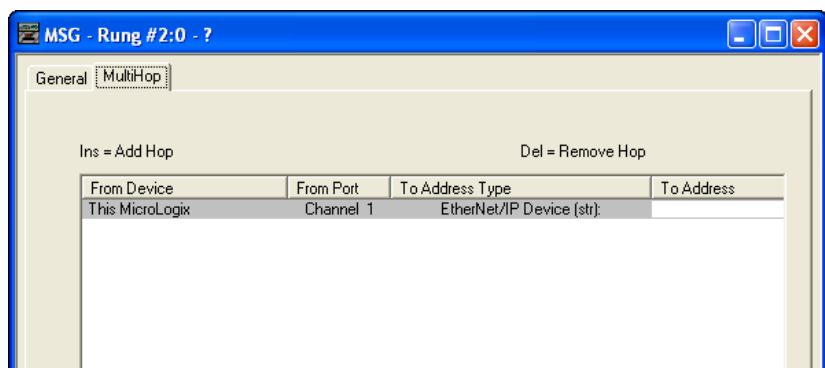 MSG - Rung #2:0 - ?
General MultiHop
Ins = Add Hop Del = Remove Hop
From Device From Port To Address Type To Address
This MicroLogix Channel 1 EtherNet/IP Device (str):